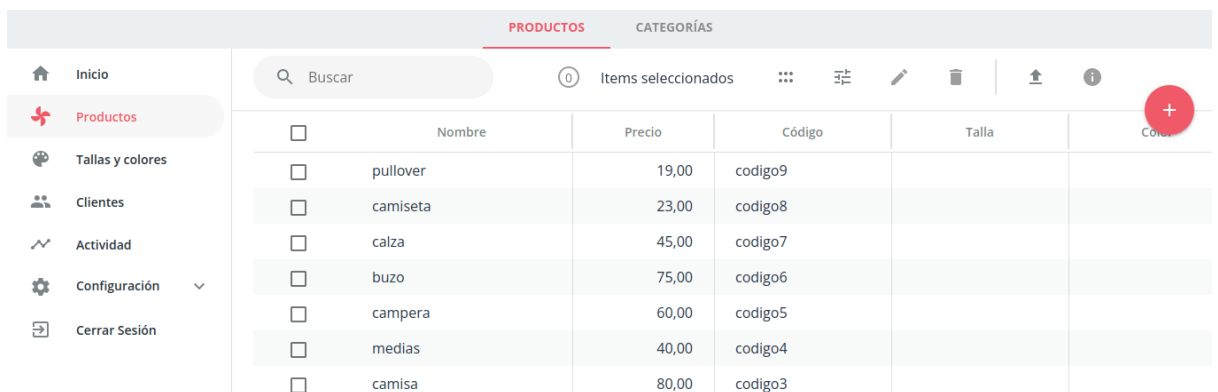 PRODUCTOS CATEGORÍAS
Inicio
Productos
Tallas y colores
Clientes
Actividad
Configuración
Cerrar Sesión
Buscar 0 Items seleccionados
+
Nombre Precio Código Talla
pullover 19,00 codigo9
camiseta 23,00 codigo8
calza 45,00 codigo7
buzo 75,00 codigo6
campera 60,00 codigo5
medias 40,00 codigo4
camisa 80,00 codigo3